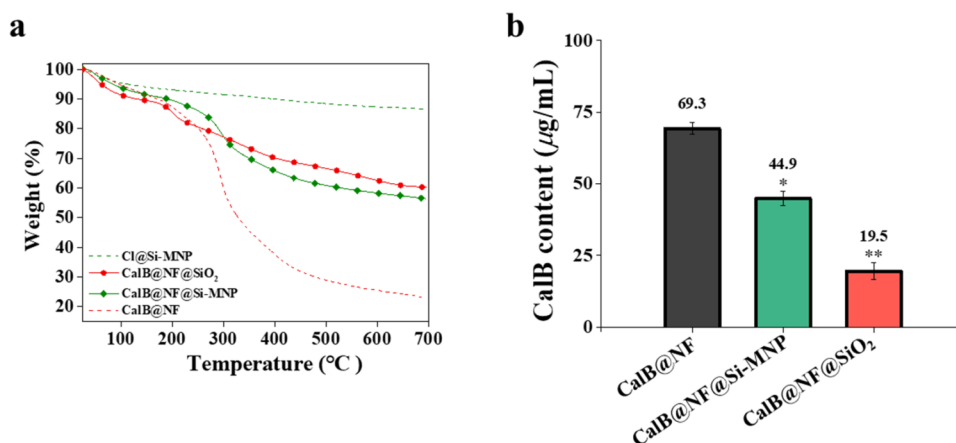 a
Weight (%)
100
90
80
70
60
50
40
30
20
Cl@Si-MNP
CalB@NF@SiO₂
CalB@NF@Si-MNP
CalB@NF
100 200 300 400 500 600 700
Temperature (°C )
b
CalB content (μg/mL)
100
75
50
25
0
69.3
44.9
*
19.5
**
CalB@NF
CalB@NF@Si-MNP
CalB@NF@SiO₂